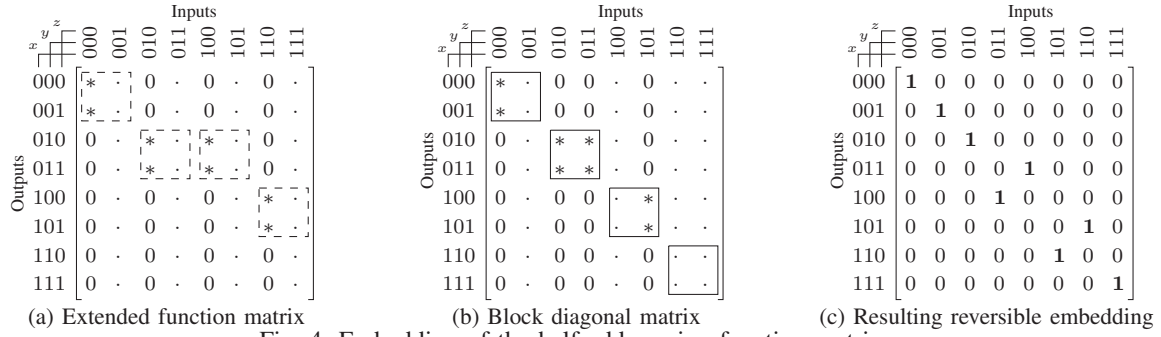 Inputs
x y z
000 001 010 011 100 101 110 111
Outputs
000 * · 0 · 0 · 0 ·
001 * · 0 · 0 · 0 ·
010 0 · * · * · 0 ·
011 0 · * · * · 0 ·
100 0 · 0 · 0 · * ·
101 0 · 0 · 0 · * ·
110 0 · 0 · 0 · 0 ·
111 0 · 0 · 0 · 0 ·
(a) Extended function matrix
Inputs
x y z
000 001 010 011 100 101 110 111
Outputs
000 * · 0 0 · 0 · ·
001 * · 0 0 · 0 · ·
010 0 · * * · 0 · ·
011 0 · * * · 0 · ·
100 0 · 0 0 · * · ·
101 0 · 0 0 · * · ·
110 0 · 0 0 · 0 · ·
111 0 · 0 0 · 0 · ·
(b) Block diagonal matrix
Inputs
x y z
000 001 010 011 100 101 110 111
Outputs
000 1 0 0 0 0 0 0 0
001 0 1 0 0 0 0 0 0
010 0 0 1 0 0 0 0 0
011 0 0 0 0 1 0 0 0
100 0 0 0 1 0 0 0 0
101 0 0 0 0 0 0 1 0
110 0 0 0 0 0 1 0 0
111 0 0 0 0 0 0 0 1
(c) Resulting reversible embedding
Fig. 4: Embedding of the half adder